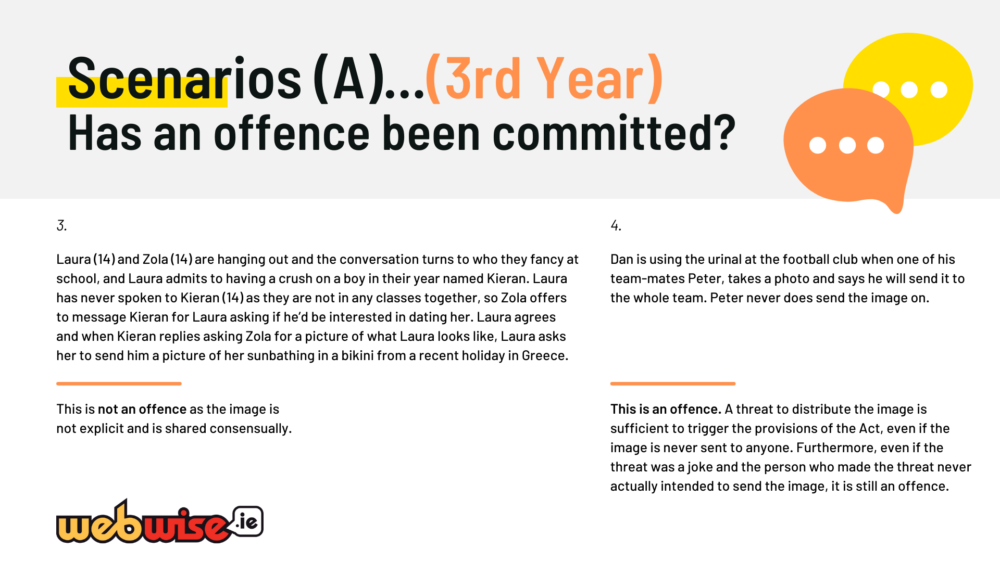 Scenarios (A)...(3rd Year)
Has an offence been committed?
3.
Laura (14) and Zola (14) are hanging out and the conversation turns to who they fancy at
school, and Laura admits to having a crush on a boy in their year named Kieran. Laura
has never spoken to Kieran (14) as they are not in any classes together, so Zola offers
to message Kieran for Laura asking if he’d be interested in dating her. Laura agrees
and when Kieran replies asking Zola for a picture of what Laura looks like, Laura asks
her to send him a picture of her sunbathing in a bikini from a recent holiday in Greece.
This is not an offence as the image is
not explicit and is shared consensually.
4.
Dan is using the urinal at the football club when one of his
team-mates Peter, takes a photo and says he will send it to
the whole team. Peter never does send the image on.
This is an offence. A threat to distribute the image is
sufficient to trigger the provisions of the Act, even if the
image is never sent to anyone. Furthermore, even if the
threat was a joke and the person who made the threat never
actually intended to send the image, it is still an offence.
webwise.ie